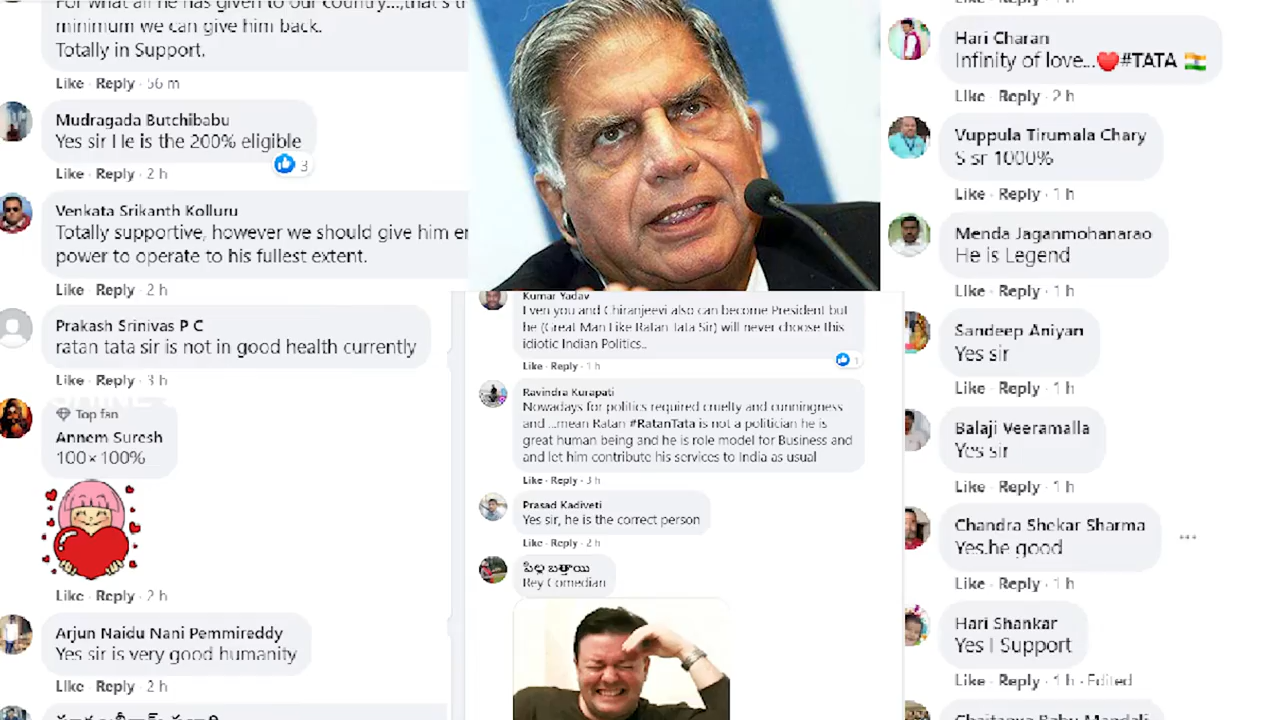 For what all he has given to our country...,that's th
minimum we can give him back.
Totally in Support.
Like · Reply · 56 m
Mudragada Butchibabu
Yes sir He is the 200% eligible
3
Like · Reply · 2 h
Venkata Srikanth Kolluru
Totally supportive, however we should give him en
power to operate to his fullest extent.
Like · Reply · 2 h
Prakash Srinivas P C
ratan tata sir is not in good health currently
Like · Reply · 3 h
Top fan
Annem Suresh
100×100%
Like · Reply · 2 h
Arjun Naidu Nani Pemmireddy
Yes sir is very good humanity
Like · Reply · 2 h
Kumar Yadav
Even you and Chiranjeevi also can become President but
he (Great Man Like Ratan Tata Sir) will never choose this
idiotic Indian Politics..
1
Like · Reply · 1 h
Ravindra Kurapati
Nowadays for politics required cruelty and cunningness
and ...mean Ratan #RatanTata is not a politician he is
great human being and he is role model for Business and
and let him contribute his services to India as usual
Like · Reply · 3 h
Prasad Kadiveti
Yes sir, he is the correct person
Like · Reply · 2 h
పిల్ల బత్తాయి
Rey Comedian
Like · Reply · 1 h
Hari Charan
Infinity of love...❤️#TATA 🇮🇳
Like · Reply · 2 h
Vuppula Tirumala Chary
S sr 1000%
Like · Reply · 1 h
Menda Jaganmohanarao
He is Legend
Like · Reply · 1 h
Sandeep Aniyan
Yes sir
Like · Reply · 1 h
Balaji Veeramalla
Yes sir
Like · Reply · 1 h
Chandra Shekar Sharma
Yes.he good
Like · Reply · 1 h
Hari Shankar
Yes I Support
Like · Reply · 1 h · Edited
Chaitanya Babu Mandali